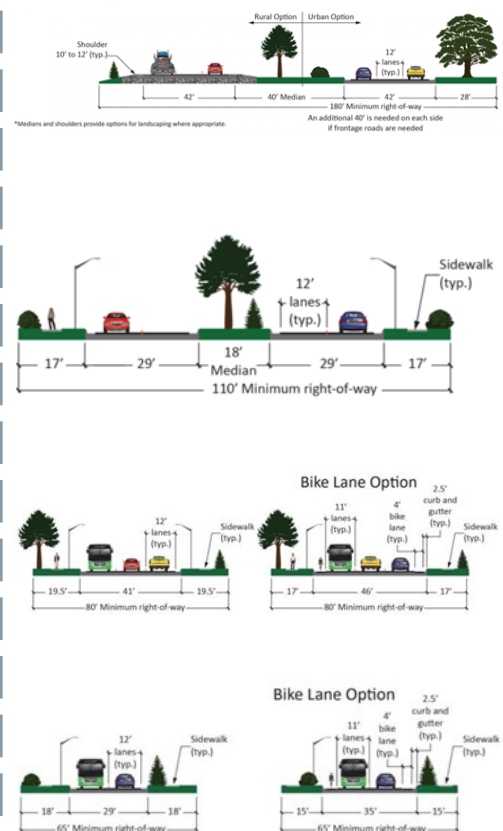 Rural Option Urban Option
Shoulder
10' to 12' (typ.)
12'
lanes
(typ.)
42'
40' Median
42'
28'
180' Minimum right-of-way
*Medians and shoulders provide options for landscaping where appropriate.
An additional 40' is needed on each side
if frontage roads are needed
Sidewalk
(typ.)
12'
lanes
(typ.)
17'
29'
18'
Median
29'
17'
110' Minimum right-of-way
12'
lanes
(typ.)
Sidewalk
(typ.)
19.5'
41'
19.5'
80' Minimum right-of-way
Bike Lane Option
11'
lanes
(typ.)
4'
bike
lane
(typ.)
2.5'
curb and
gutter
(typ.)
Sidewalk
(typ.)
17'
46'
17'
80' Minimum right-of-way
12'
lanes
(typ.)
Sidewalk
(typ.)
18'
29'
18'
65' Minimum right-of-way
Bike Lane Option
11'
lanes
(typ.)
4'
bike
lane
(typ.)
2.5'
curb and
gutter
(typ.)
Sidewalk
(typ.)
15'
35'
15'
65' Minimum right-of-way